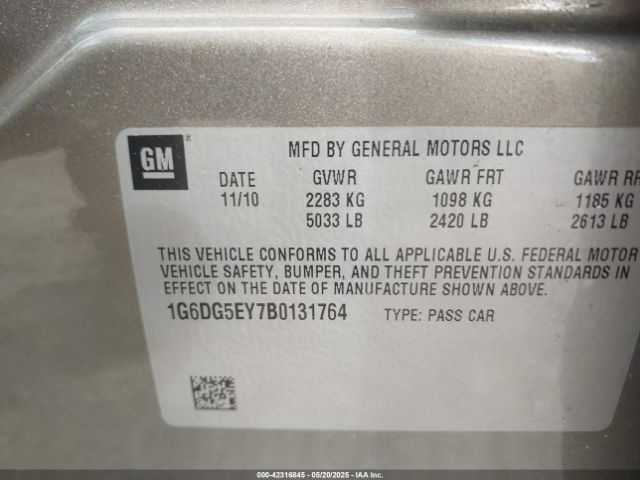 GM
MFD BY GENERAL MOTORS LLC
DATE GVWR GAWR FRT GAWR RR
11/10 2283 KG 1098 KG 1185 KG
5033 LB 2420 LB 2613 LB
THIS VEHICLE CONFORMS TO ALL APPLICABLE U.S. FEDERAL MOTOR
VEHICLE SAFETY, BUMPER, AND THEFT PREVENTION STANDARDS IN
EFFECT ON THE DATE OF MANUFACTURE SHOWN ABOVE.
1G6DG5EY7B0131764 TYPE: PASS CAR
000-42316845 - 05/20/2025 - IAA Inc.